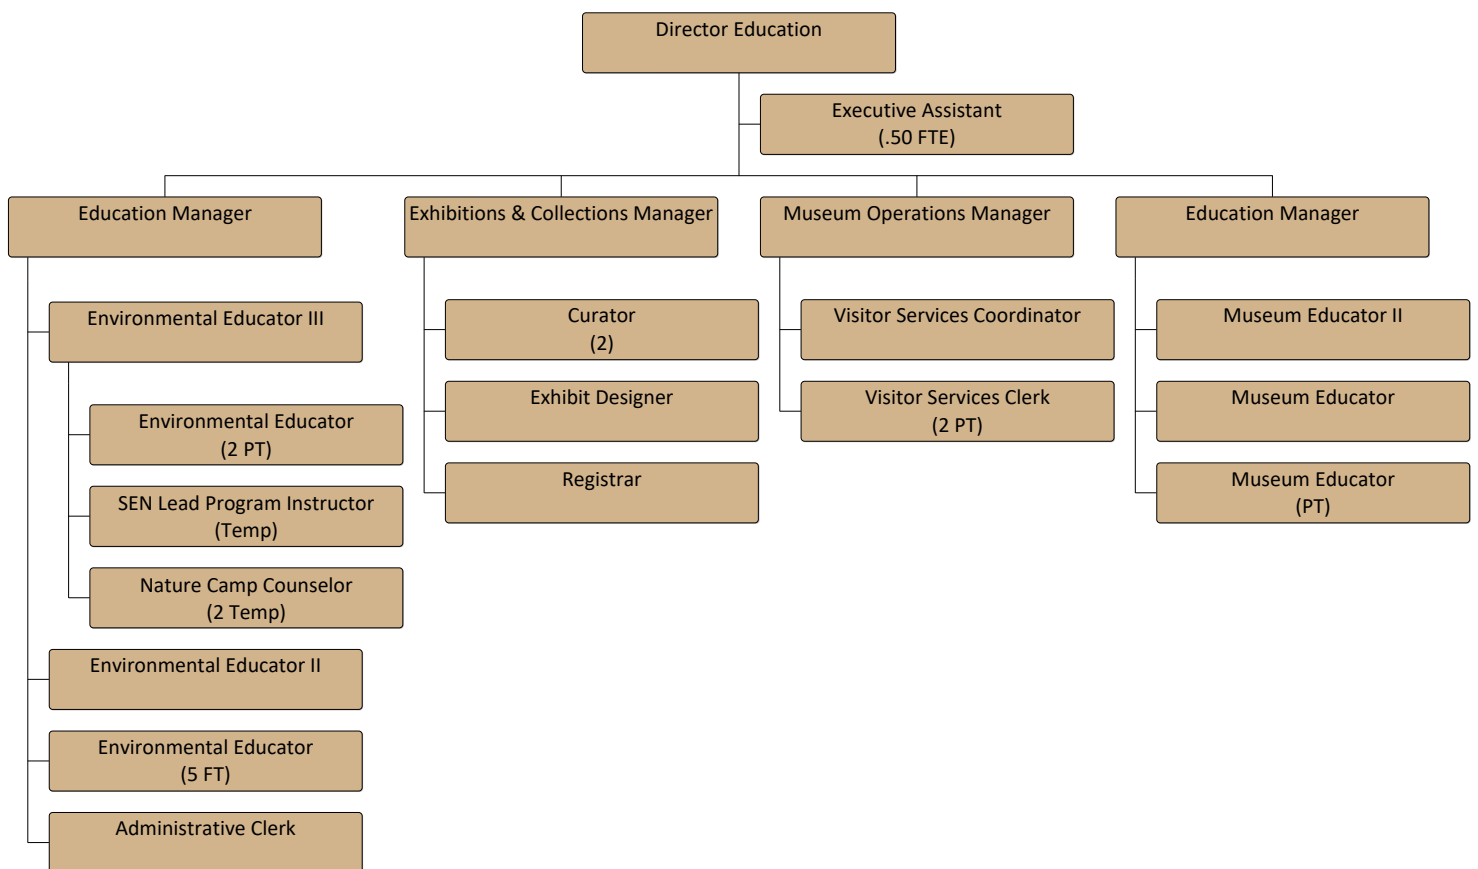 Director Education
Executive Assistant
(.50 FTE)
Education Manager
Environmental Educator III
Environmental Educator
(2 PT)
SEN Lead Program Instructor
(Temp)
Nature Camp Counselor
(2 Temp)
Environmental Educator II
Environmental Educator
(5 FT)
Administrative Clerk
Exhibitions & Collections Manager
Curator
(2)
Exhibit Designer
Registrar
Museum Operations Manager
Visitor Services Coordinator
Visitor Services Clerk
(2 PT)
Education Manager
Museum Educator II
Museum Educator
Museum Educator
(PT)